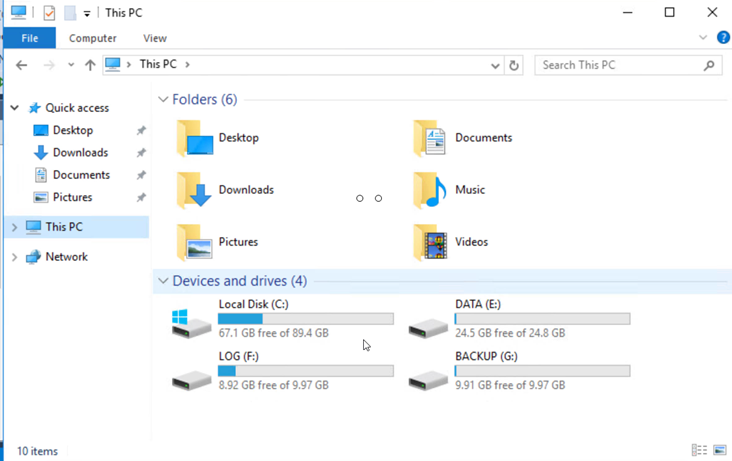 This PC
File Computer View
This PC
Search This PC
Quick access
Desktop
Downloads
Documents
Pictures
This PC
Network
Folders (6)
Desktop
Documents
Downloads
Music
Pictures
Videos
Devices and drives (4)
Local Disk (C:)
67.1 GB free of 89.4 GB
DATA (E:)
24.5 GB free of 24.8 GB
LOG (F:)
8.92 GB free of 9.97 GB
BACKUP (G:)
9.91 GB free of 9.97 GB
10 items